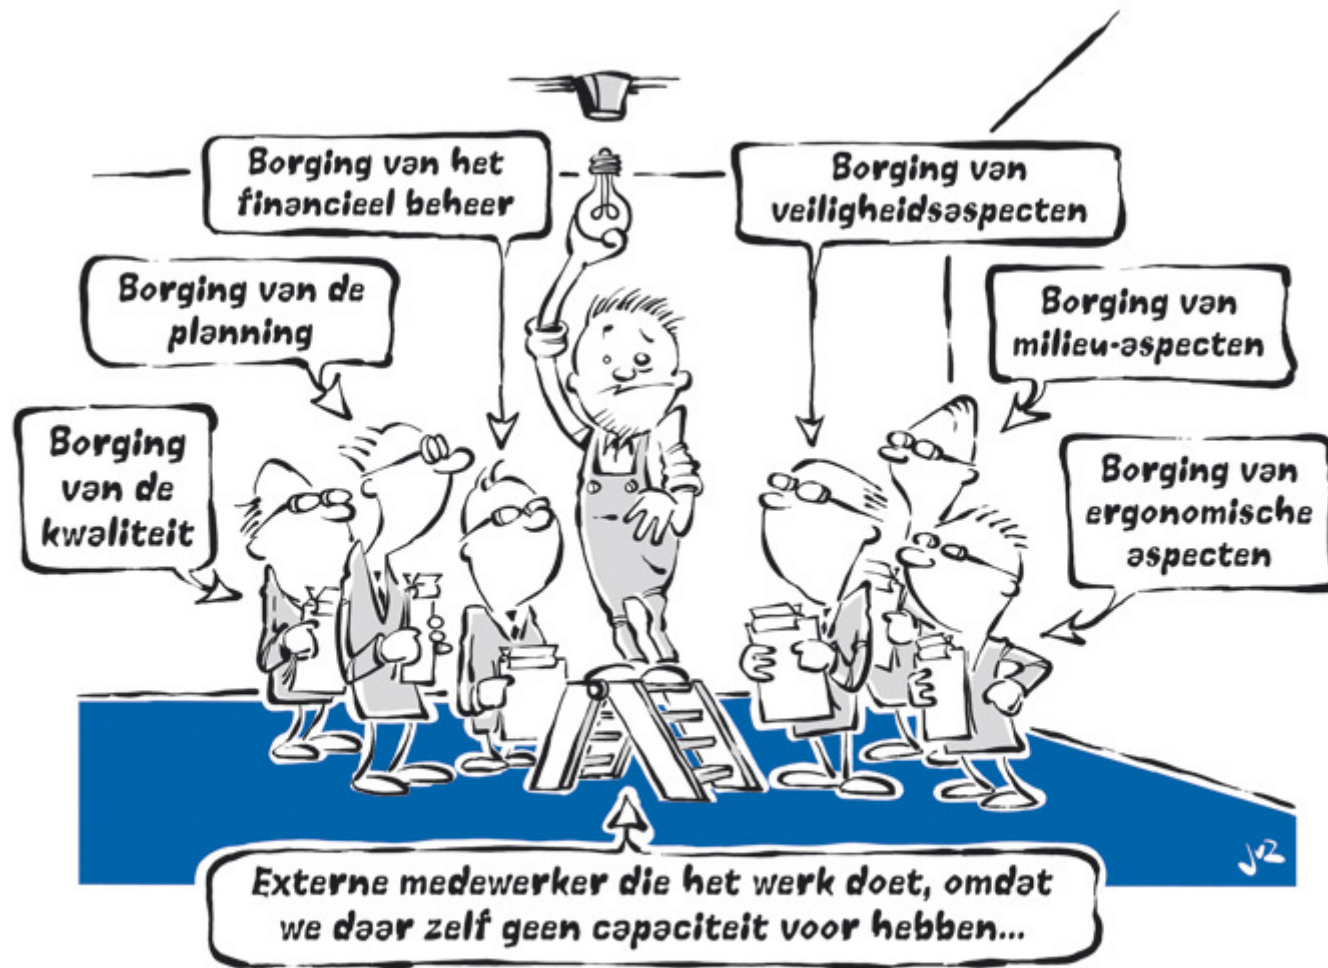 Borging van het
financieel beheer
Borging van
veiligheidsaspecten
Borging van de
planning
Borging van
milieu-aspecten
Borging
van de
kwaliteit
Borging van
ergonomische
aspecten
Externe medewerker die het werk doet, omdat
we daar zelf geen capaciteit voor hebben...